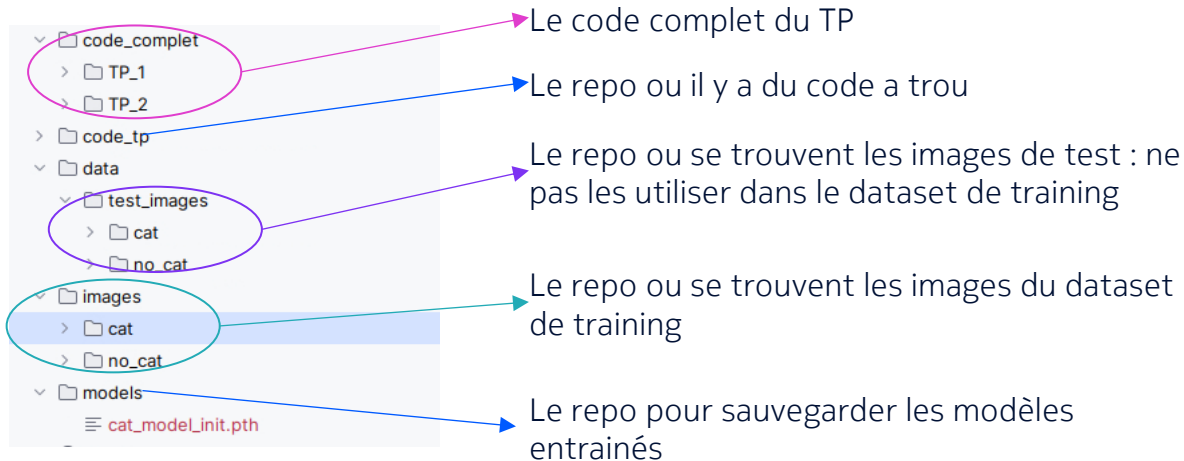 code_complet
TP_1
TP_2
code_tp
data
test_images
cat
no_cat
images
cat
no_cat
models
cat_model_init.pth
Le code complet du TP
Le repo ou il y a du code a trou
Le repo ou se trouvent les images de test : ne
pas les utiliser dans le dataset de training
Le repo ou se trouvent les images du dataset
de training
Le repo pour sauvegarder les modèles
entrainés